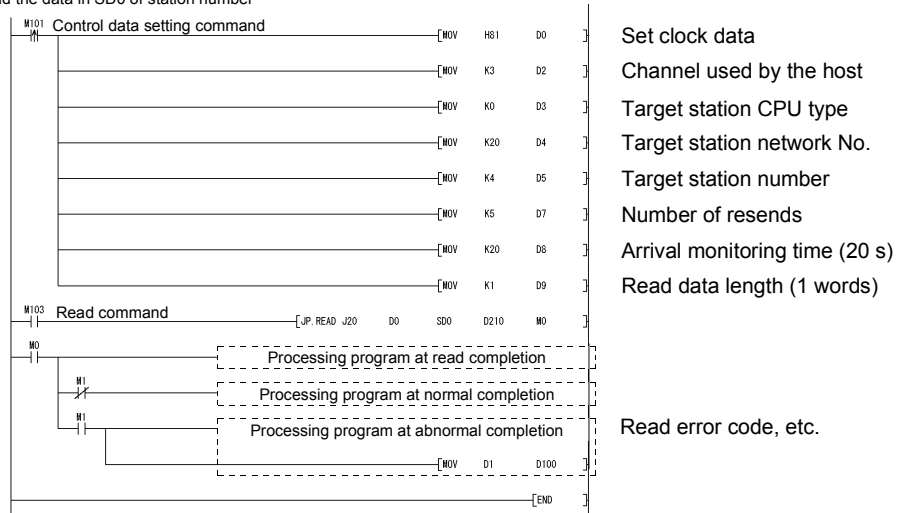 d the data in SD0 of station number
M101 Control data setting command [MOV H81 D0 ] Set clock data
[MOV K3 D2 ] Channel used by the host
[MOV K0 D3 ] Target station CPU type
[MOV K20 D4 ] Target station network No.
[MOV K4 D5 ] Target station number
[MOV K5 D7 ] Number of resends
[MOV K20 D8 ] Arrival monitoring time (20 s)
[MOV K1 D9 ] Read data length (1 words)
M103 Read command [JP.READ J20 D0 SD0 D210 M0 ]
M0 Processing program at read completion
M1 Processing program at normal completion
M1 Processing program at abnormal completion Read error code, etc.
[MOV D1 D100 ]
[END ]